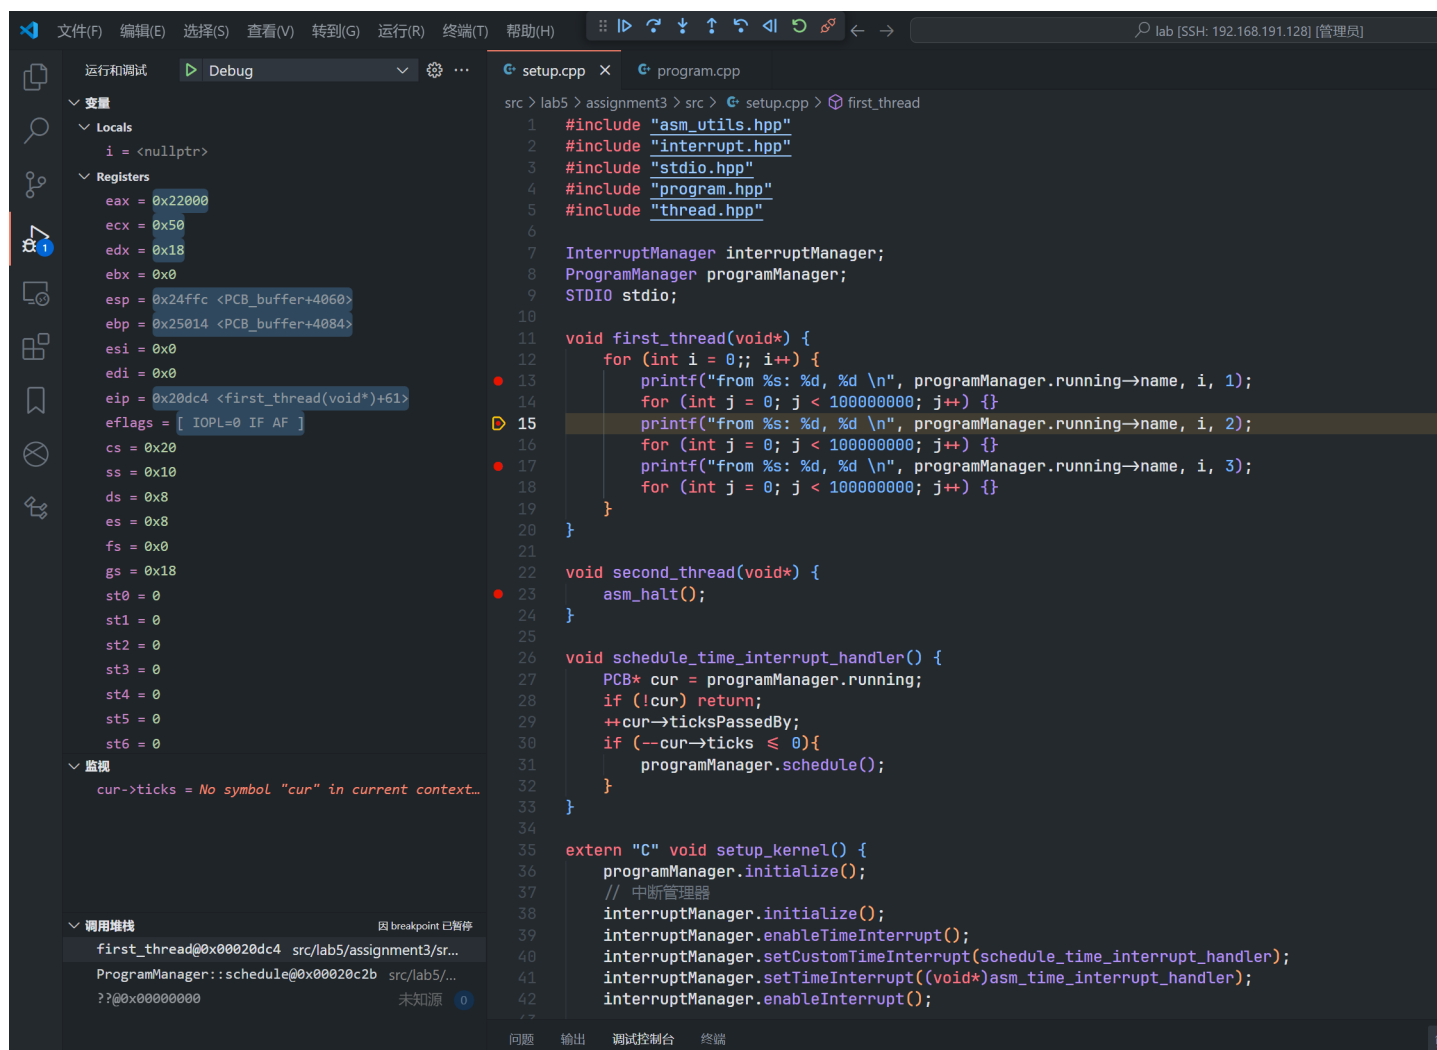 文件(F) 编辑(E) 选择(S) 查看(V) 转到(G) 运行(R) 终端(T) 帮助(H)
lab [SSH: 192.168.191.128] [管理员]
运行和调试 Debug
变量
Locals
i = <nullptr>
Registers
eax = 0x22000
ecx = 0x50
edx = 0x18
ebx = 0x0
esp = 0x24ffc <PCB_buffer+4060>
ebp = 0x25014 <PCB_buffer+4084>
esi = 0x0
edi = 0x0
eip = 0x20dc4 <first_thread(void*)+61>
eflags = [ IOPL=0 IF AF ]
cs = 0x20
ss = 0x10
ds = 0x8
es = 0x8
fs = 0x0
gs = 0x18
st0 = 0
st1 = 0
st2 = 0
st3 = 0
st4 = 0
st5 = 0
st6 = 0
1
监视
cur->ticks = No symbol "cur" in current context…
调用堆栈 因 breakpoint 已暂停
first_thread@0x00020dc4 src/lab5/assignment3/sr...
ProgramManager::schedule@0x00020c2b src/lab5/...
??@0x00000000 未知源 0
setup.cpp program.cpp
src > lab5 > assignment3 > src > setup.cpp > first_thread
1 #include "asm_utils.hpp"
2 #include "interrupt.hpp"
3 #include "stdio.hpp"
4 #include "program.hpp"
5 #include "thread.hpp"
6
7 InterruptManager interruptManager;
8 ProgramManager programManager;
9 STDIO stdio;
10
11 void first_thread(void*) {
12 for (int i = 0;; i++) {
13 printf("from %s: %d, %d \n", programManager.running->name, i, 1);
14 for (int j = 0; j < 100000000; j++) {}
15 printf("from %s: %d, %d \n", programManager.running->name, i, 2);
16 for (int j = 0; j < 100000000; j++) {}
17 printf("from %s: %d, %d \n", programManager.running->name, i, 3);
18 for (int j = 0; j < 100000000; j++) {}
19 }
20 }
21
22 void second_thread(void*) {
23 asm_halt();
24 }
25
26 void schedule_time_interrupt_handler() {
27 PCB* cur = programManager.running;
28 if (!cur) return;
29 ++cur->ticksPassedBy;
30 if (--cur->ticks <= 0){
31 programManager.schedule();
32 }
33 }
34
35 extern "C" void setup_kernel() {
36 programManager.initialize();
37 // 中断管理器
38 interruptManager.initialize();
39 interruptManager.enableTimeInterrupt();
40 interruptManager.setCustomTimeInterrupt(schedule_time_interrupt_handler);
41 interruptManager.setTimeInterrupt((void*)asm_time_interrupt_handler);
42 interruptManager.enableInterrupt();
问题 输出 调试控制台 终端